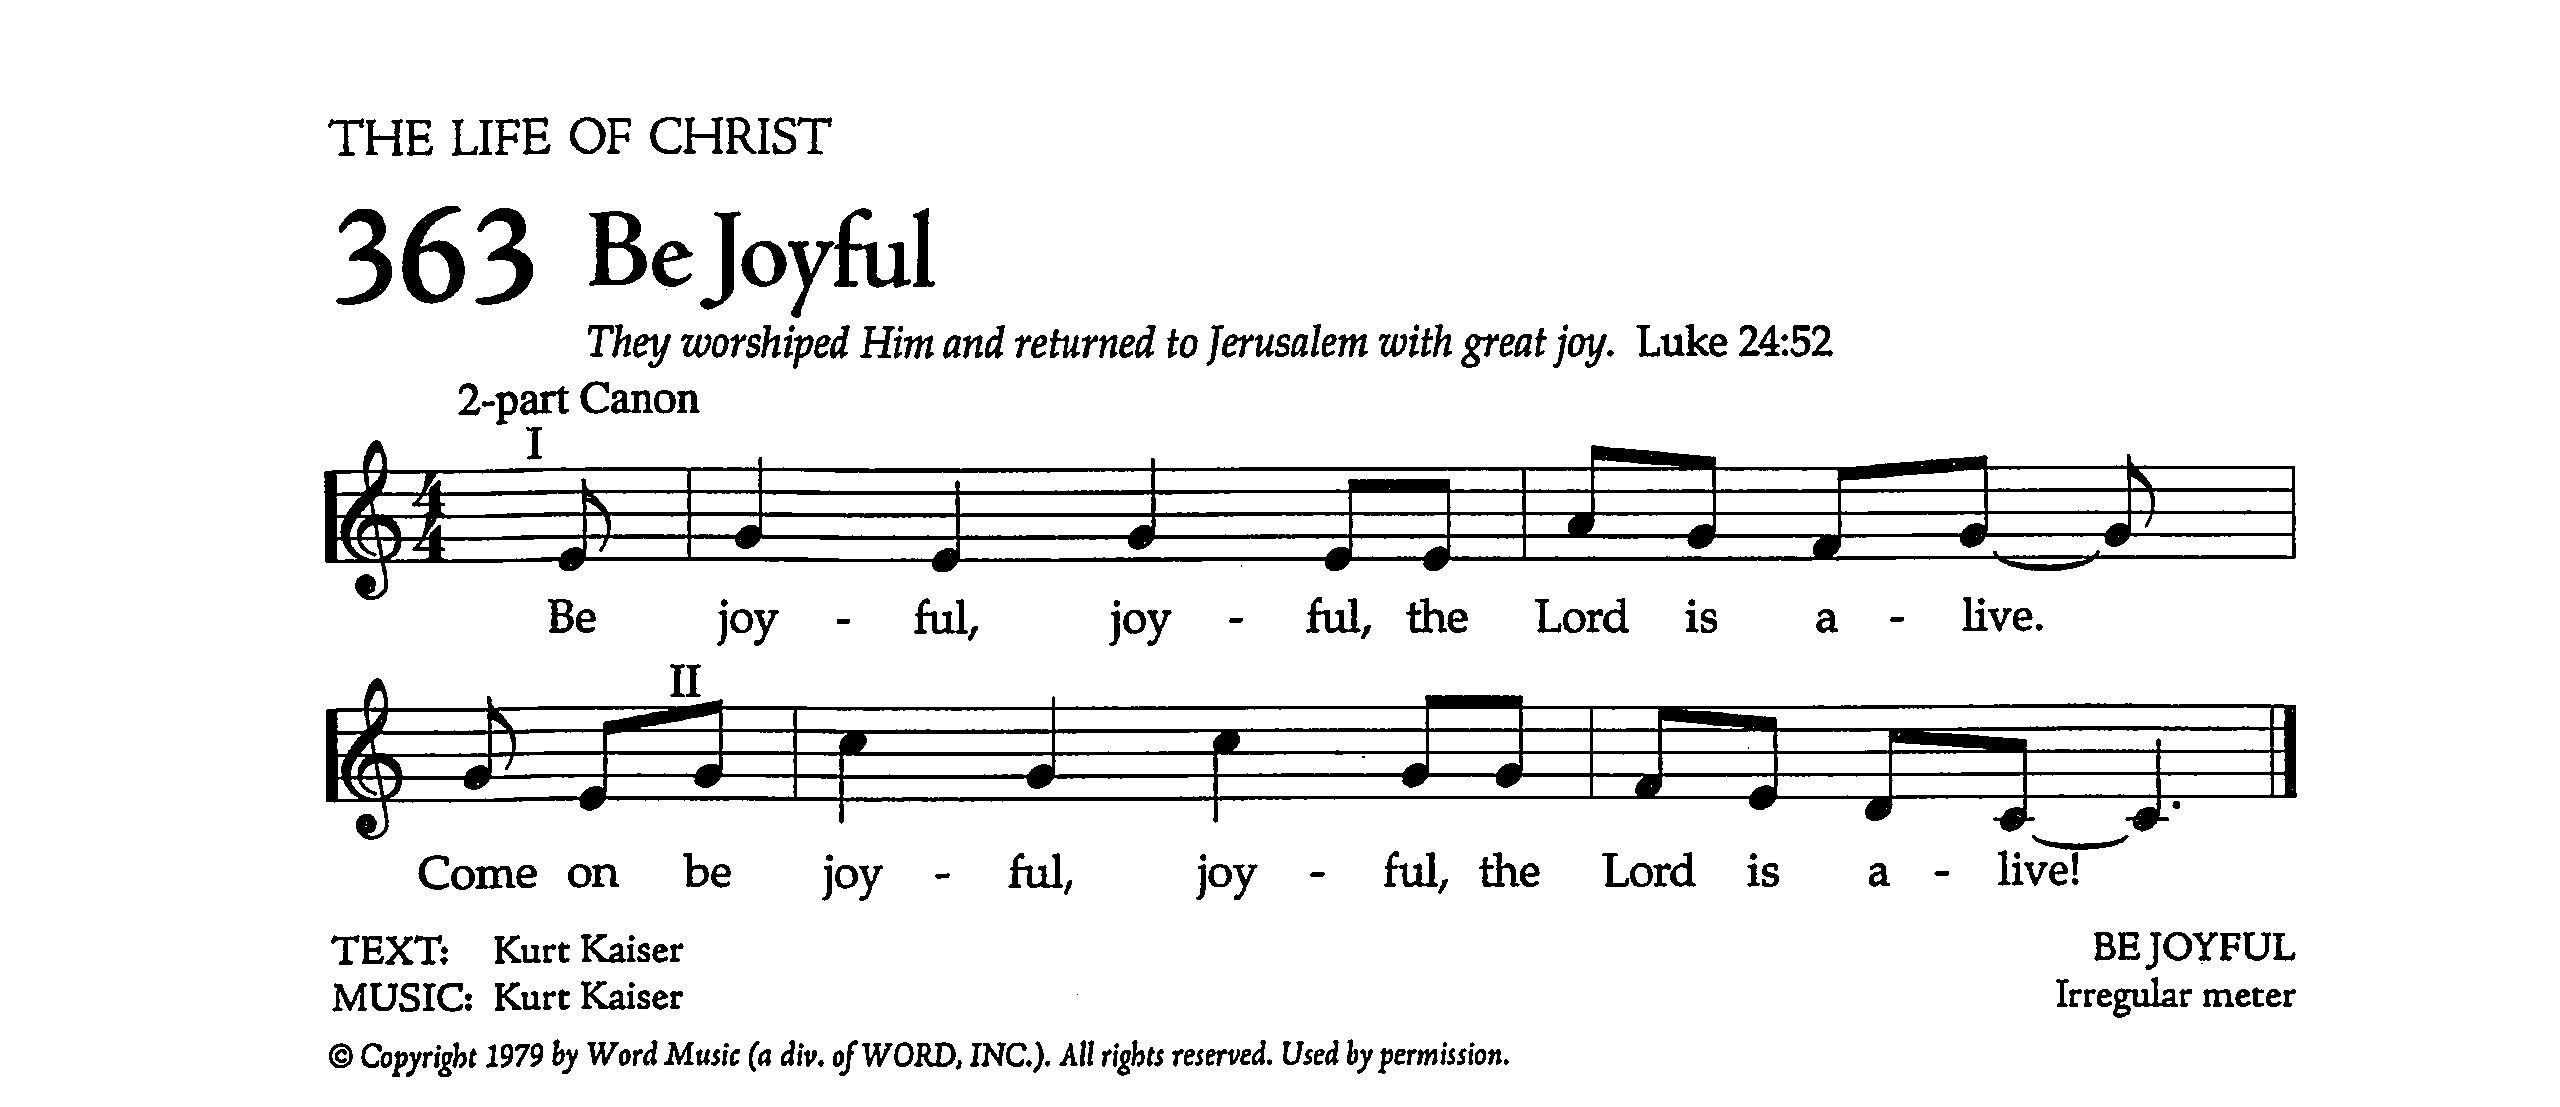 THE LIFE OF CHRIST
363 Be Joyful
They worshiped Him and returned to Jerusalem with great joy. Luke 24:52
2-part Canon
I
4
4
Be joy - ful, joy - ful, the Lord is a - live.
II
Come on be joy - ful, joy - ful, the Lord is a - live!
TEXT: Kurt Kaiser
BE JOYFUL
MUSIC: Kurt Kaiser
Irregular meter
© Copyright 1979 by Word Music (a div. of WORD, INC.). All rights reserved. Used by permission.